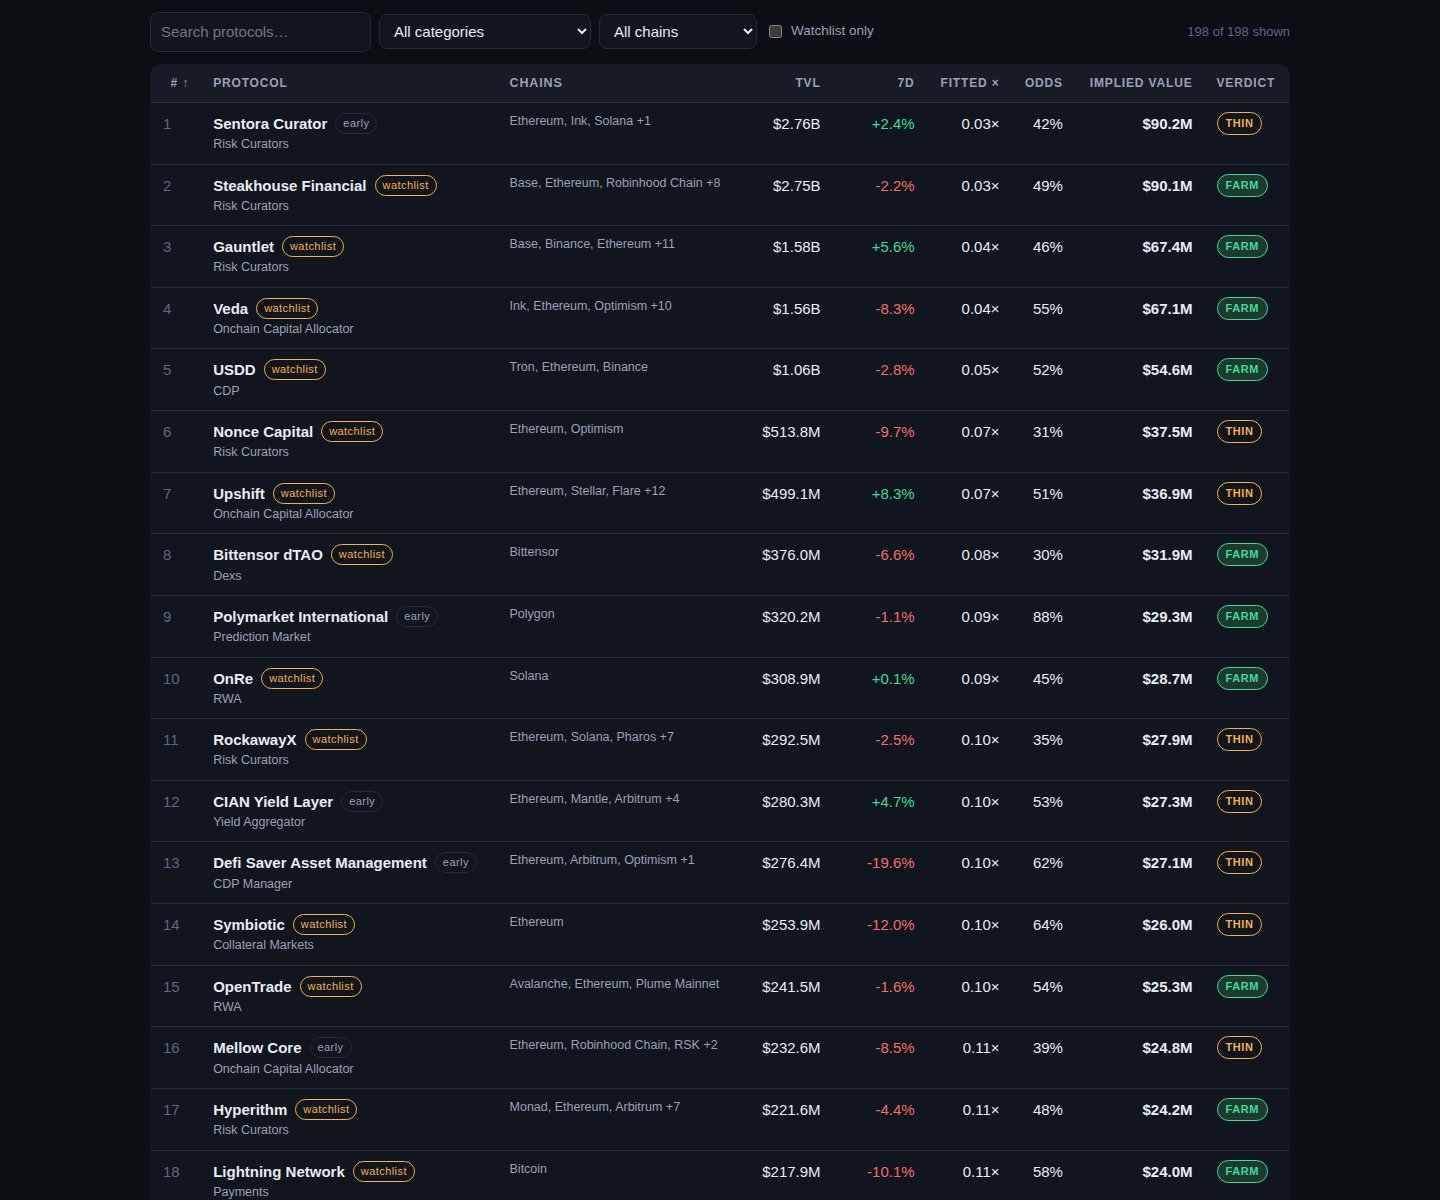 Search protocols… All categories All chains Watchlist only 198 of 198 shown
# ↑ PROTOCOL CHAINS TVL 7D FITTED × ODDS IMPLIED VALUE VERDICT
1 Sentora Curator early Ethereum, Ink, Solana +1 $2.76B +2.4% 0.03× 42% $90.2M THIN
Risk Curators
2 Steakhouse Financial watchlist Base, Ethereum, Robinhood Chain +8 $2.75B -2.2% 0.03× 49% $90.1M FARM
Risk Curators
3 Gauntlet watchlist Base, Binance, Ethereum +11 $1.58B +5.6% 0.04× 46% $67.4M FARM
Risk Curators
4 Veda watchlist Ink, Ethereum, Optimism +10 $1.56B -8.3% 0.04× 55% $67.1M FARM
Onchain Capital Allocator
5 USDD watchlist Tron, Ethereum, Binance $1.06B -2.8% 0.05× 52% $54.6M FARM
CDP
6 Nonce Capital watchlist Ethereum, Optimism $513.8M -9.7% 0.07× 31% $37.5M THIN
Risk Curators
7 Upshift watchlist Ethereum, Stellar, Flare +12 $499.1M +8.3% 0.07× 51% $36.9M THIN
Onchain Capital Allocator
8 Bittensor dTAO watchlist Bittensor $376.0M -6.6% 0.08× 30% $31.9M FARM
Dexs
9 Polymarket International early Polygon $320.2M -1.1% 0.09× 88% $29.3M FARM
Prediction Market
10 OnRe watchlist Solana $308.9M +0.1% 0.09× 45% $28.7M FARM
RWA
11 RockawayX watchlist Ethereum, Solana, Pharos +7 $292.5M -2.5% 0.10× 35% $27.9M THIN
Risk Curators
12 CIAN Yield Layer early Ethereum, Mantle, Arbitrum +4 $280.3M +4.7% 0.10× 53% $27.3M THIN
Yield Aggregator
13 Defi Saver Asset Management early Ethereum, Arbitrum, Optimism +1 $276.4M -19.6% 0.10× 62% $27.1M THIN
CDP Manager
14 Symbiotic watchlist Ethereum $253.9M -12.0% 0.10× 64% $26.0M THIN
Collateral Markets
15 OpenTrade watchlist Avalanche, Ethereum, Plume Mainnet $241.5M -1.6% 0.10× 54% $25.3M FARM
RWA
16 Mellow Core early Ethereum, Robinhood Chain, RSK +2 $232.6M -8.5% 0.11× 39% $24.8M THIN
Onchain Capital Allocator
17 Hyperithm watchlist Monad, Ethereum, Arbitrum +7 $221.6M -4.4% 0.11× 48% $24.2M FARM
Risk Curators
18 Lightning Network watchlist Bitcoin $217.9M -10.1% 0.11× 58% $24.0M FARM
Payments